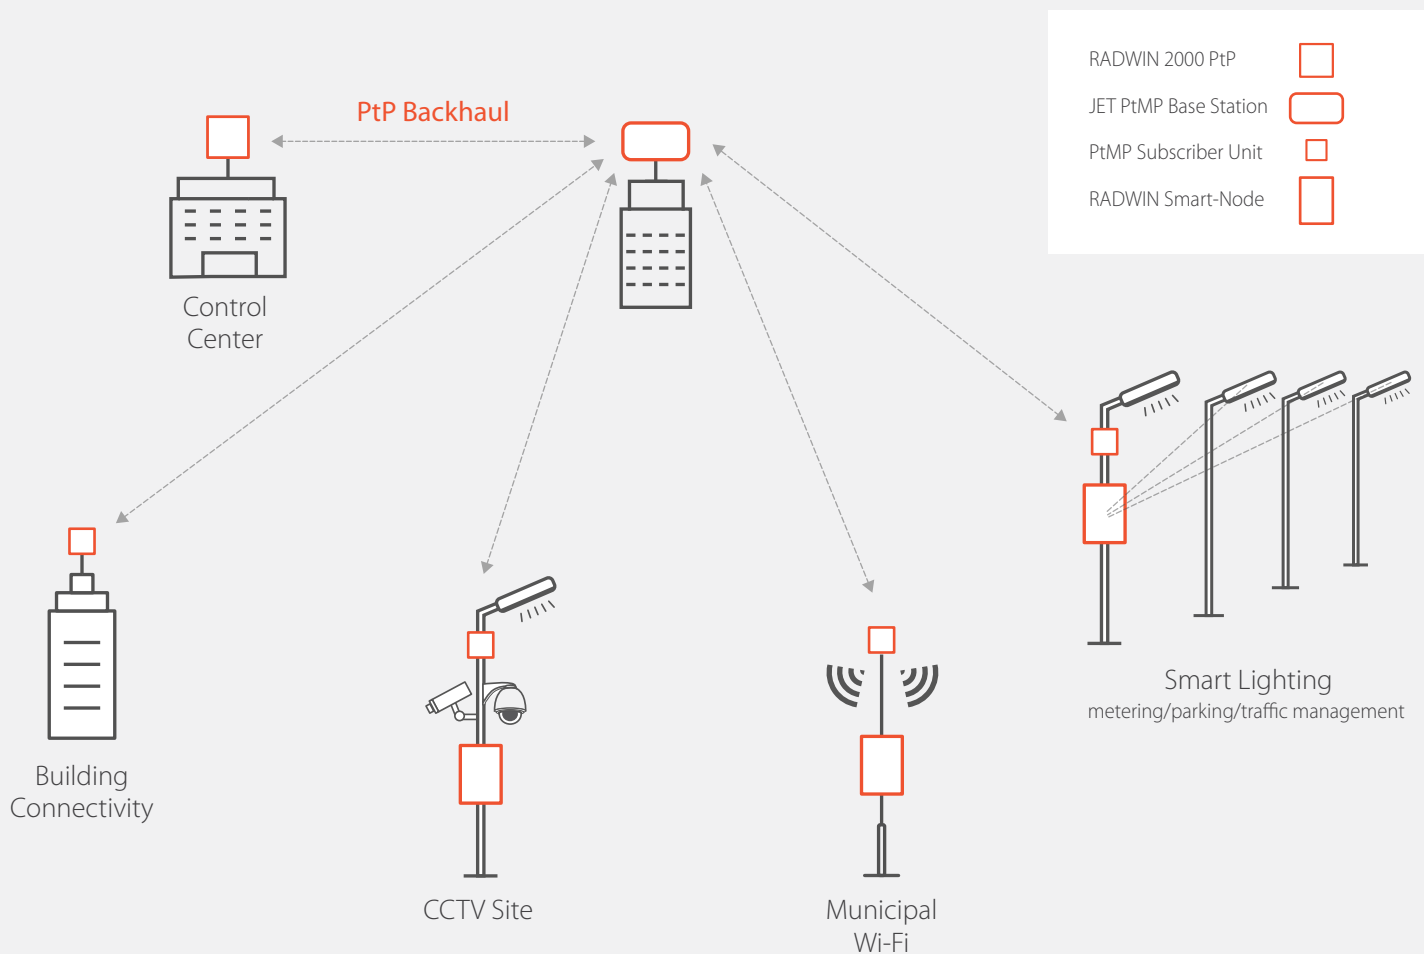 RADWIN 2000 PtP
JET PtMP Base Station
PtMP Subscriber Unit
RADWIN Smart-Node
PtP Backhaul
Control
Center
Building
Connectivity
CCTV Site
Municipal
Wi-Fi
Smart Lighting
metering/parking/traffic management